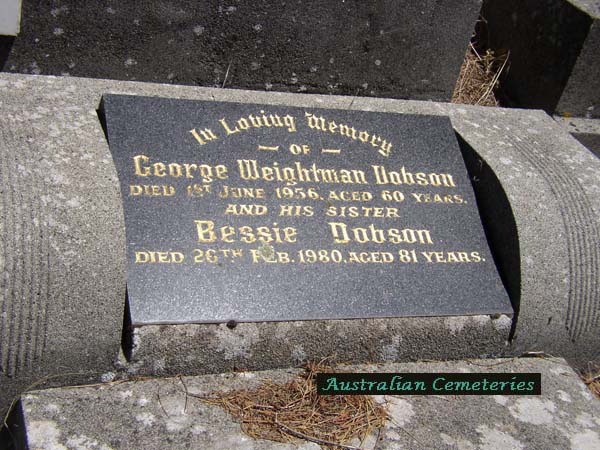 In Loving Memory
— OF —
George Weightman Dobson
DIED 1ST JUNE 1956, AGED 60 YEARS.
AND HIS SISTER
Bessie Dobson
DIED 26TH FEB. 1980, AGED 81 YEARS.
Australian Cemeteries